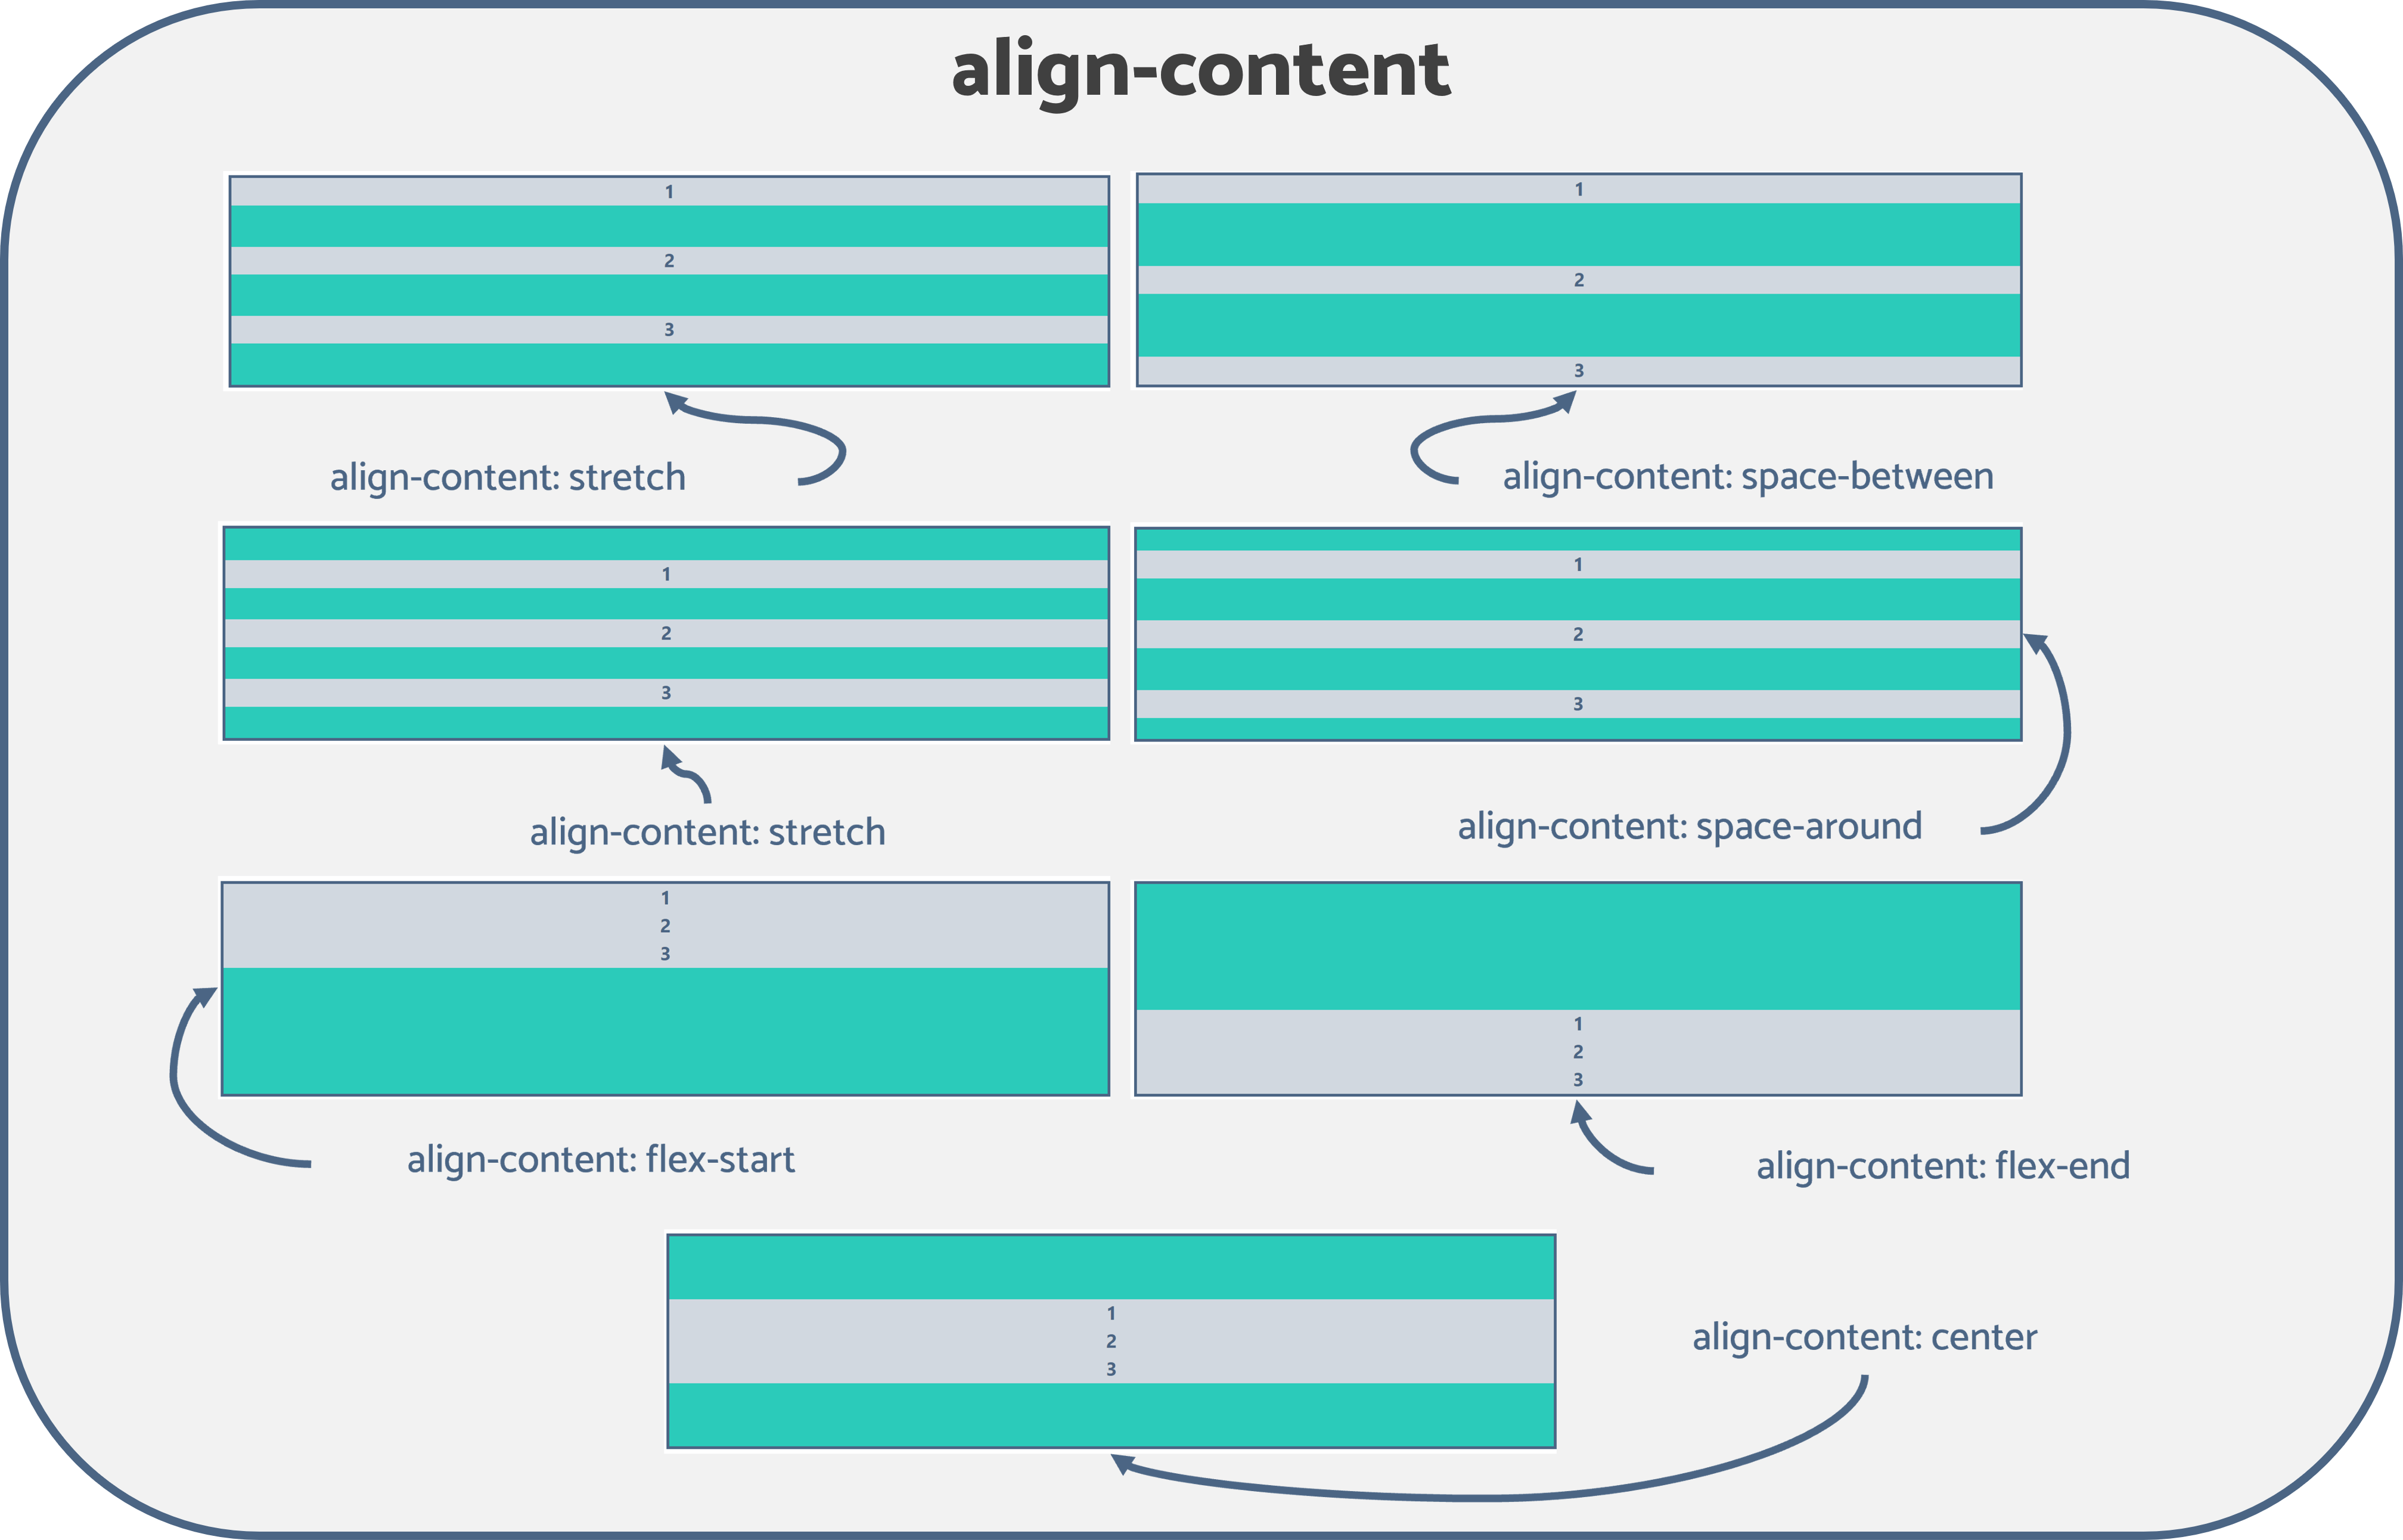 align-content
1
2
3
1
2
3
align-content: stretch
align-content: space-between
1
2
3
1
2
3
align-content: stretch
align-content: space-around
1
2
3
1
2
3
align-content: flex-start
align-content: flex-end
1
2
3
align-content: center